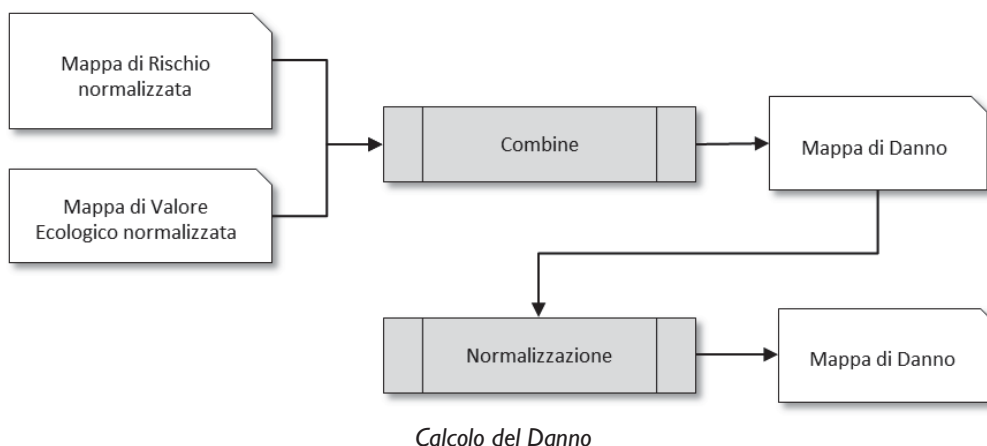 Mappa di Rischio
normalizzata
Combine
Mappa di Danno
Mappa di Valore
Ecologico normalizzata
Normalizzazione
Mappa di Danno
Calcolo del Danno